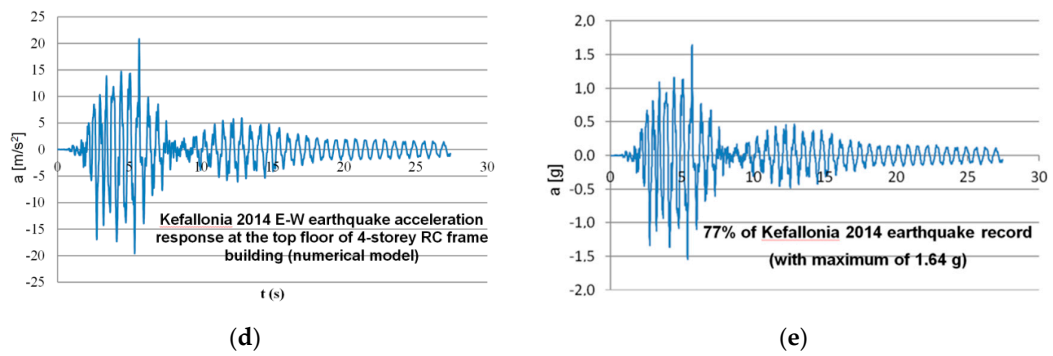 25
20
15
10
5
0
-5
-10
-15
-20
-25
a [m/s²]
0 5 10 15 20 25 30
Kefallonia 2014 E-W earthquake acceleration
response at the top floor of 4-storey RC frame
building (numerical model)
t (s)
(d)
2,0
1.5
1.0
0.5
0.0
-0.5
-1.0
-1.5
-2.0
a [g]
0 5 10 15 20 25 30
77% of Kefallonia 2014 earthquake record
(with maximum of 1.64 g)
(e)